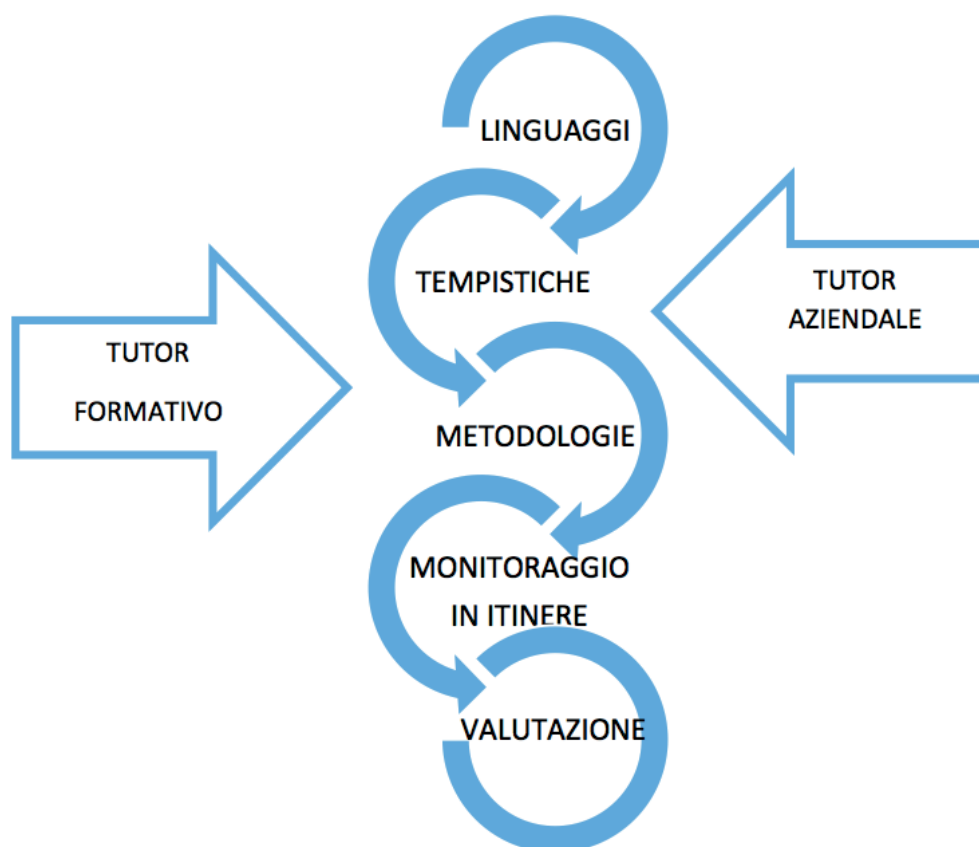 LINGUAGGI
TEMPISTICHE
TUTOR
AZIENDALE
TUTOR
FORMATIVO
METODOLOGIE
MONITORAGGIO
IN ITINERE
VALUTAZIONE